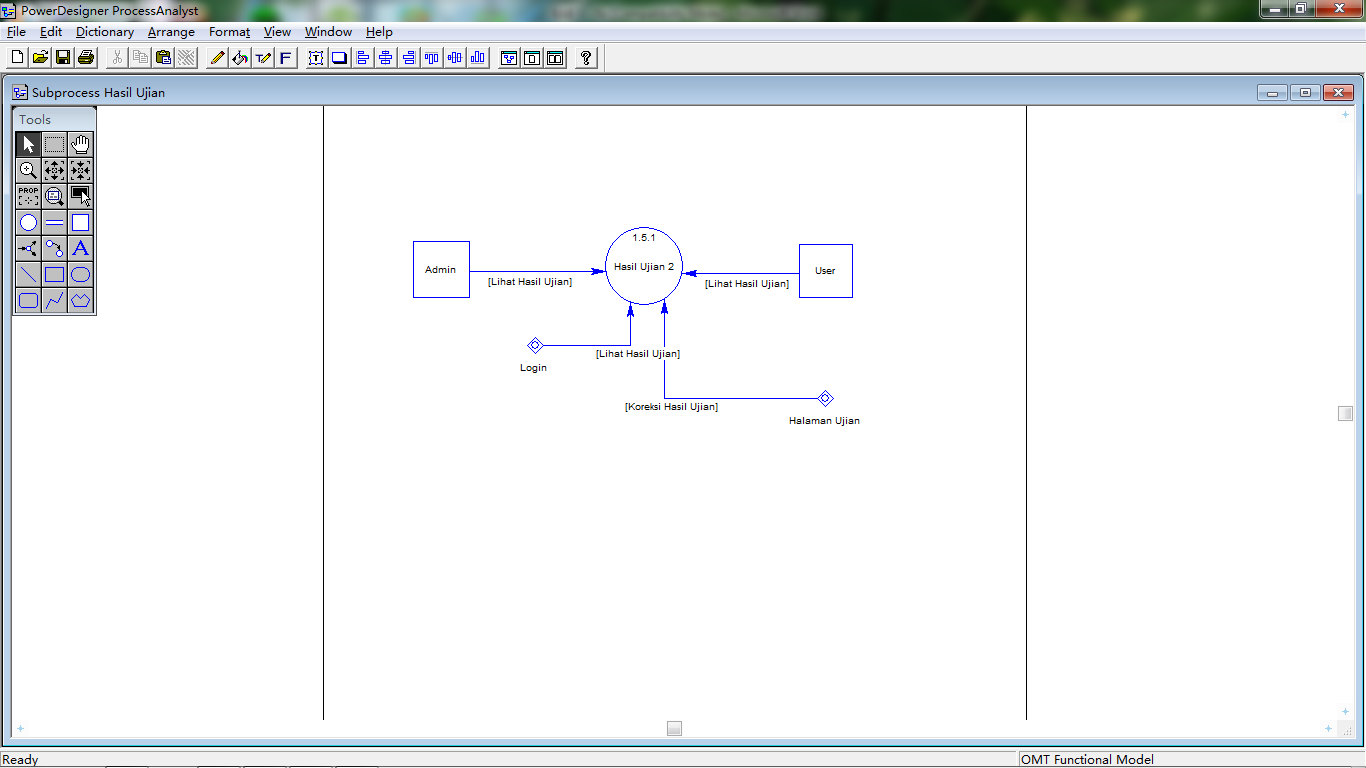 PowerDesigner ProcessAnalyst
File Edit Dictionary Arrange Format View Window Help
Subprocess Hasil Ujian
Tools
PROP
1.5.1
Admin
Hasil Ujian 2
User
[Lihat Hasil Ujian]
[Lihat Hasil Ujian]
[Lihat Hasil Ujian]
Login
[Koreksi Hasil Ujian]
Halaman Ujian
Ready
OMT Functional Model